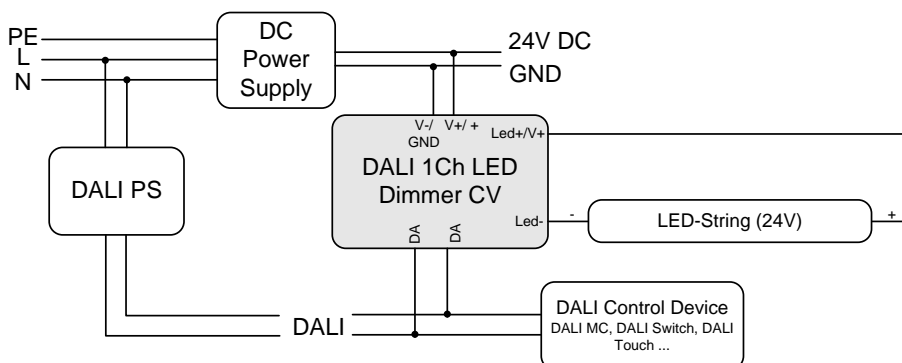 PE
L
N
DC
Power
Supply
24V DC
GND
V-/
GND
V+/ +
Led+/V+
DALI 1Ch LED
Dimmer CV
Led-
DA
DA
DALI PS
-
LED-String (24V)
+
DALI
DALI Control Device
DALI MC, DALI Switch, DALI
Touch ...